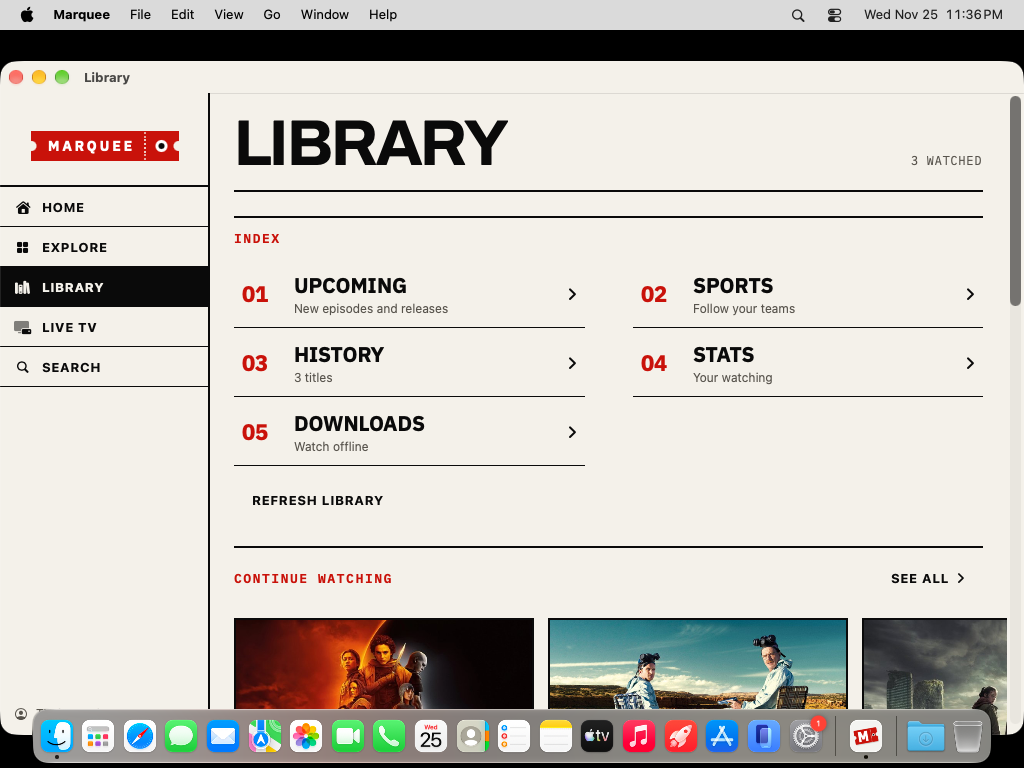 Marquee File Edit View Go Window Help Wed Nov 25 11:36 PM
Library
MARQUEE
HOME
EXPLORE
LIBRARY
LIVE TV
SEARCH
LIBRARY
3 WATCHED
INDEX
01 UPCOMING
New episodes and releases
02 SPORTS
Follow your teams
03 HISTORY
3 titles
04 STATS
Your watching
05 DOWNLOADS
Watch offline
REFRESH LIBRARY
CONTINUE WATCHING
SEE ALL
Wed
25
tv
1
M